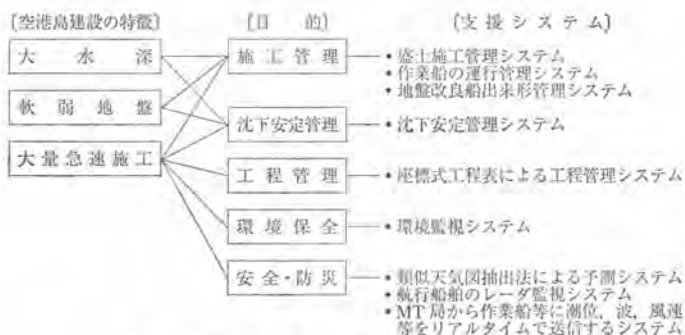 〔空港島建設の特徴〕 〔目 的〕 〔支援システム〕
大水深 施工管理 ・盛土施工管理システム
・作業船の運行管理システム
・地盤改良船出来形管理システム
軟弱地盤
沈下安定管理 ・沈下安定管理システム
大量急速施工
工程管理 ・座標式工程表による工程管理システム
環境保全 ・環境監視システム
安全・防災 ・類似天気図抽出法による予測システム
・航行船舶のレーダ監視システム
・MT局から作業船等に潮位,波,風速
等をリアルタイムで送信するシステム